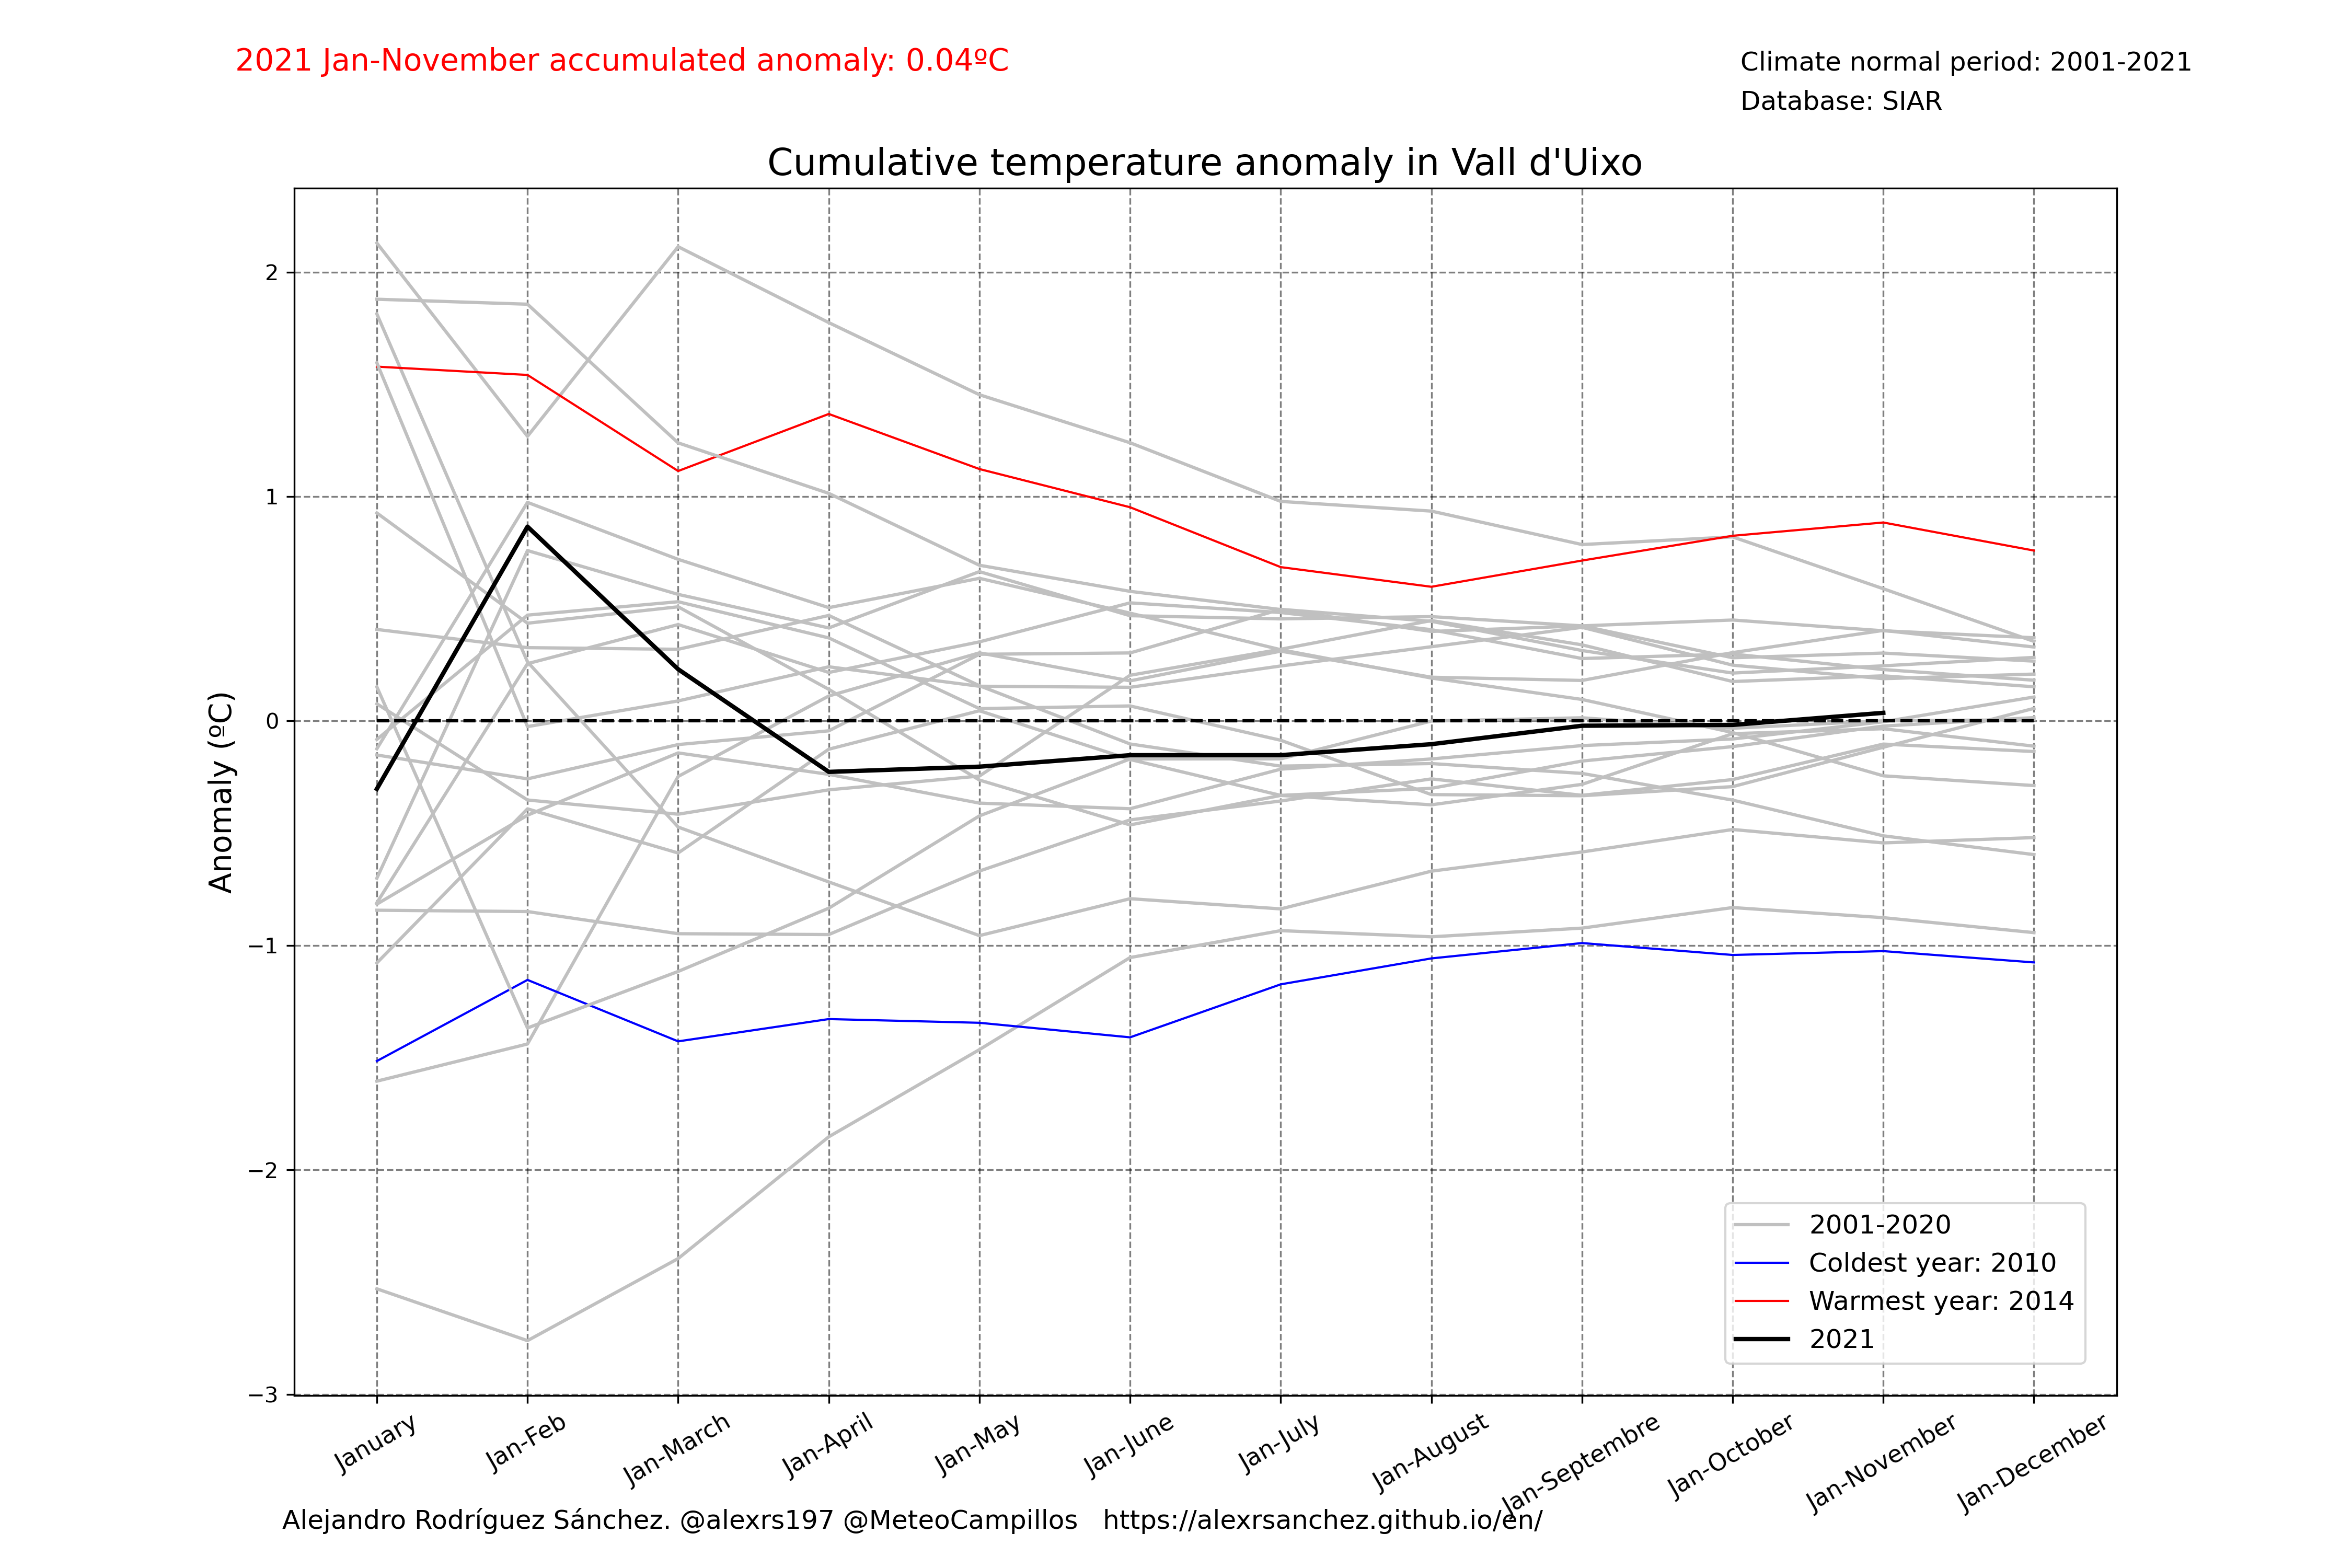 2021 Jan-November accumulated anomaly: 0.04ºC
Climate normal period: 2001-2021
Database: SIAR
Cumulative temperature anomaly in Vall d'Uixo
Anomaly (ºC)
2
1
0
−1
−2
−3
January
Jan-Feb
Jan-March
Jan-April
Jan-May
Jan-June
Jan-July
Jan-August
Jan-Septembre
Jan-October
Jan-November
Jan-December
2001-2020
Coldest year: 2010
Warmest year: 2014
2021
Alejandro Rodríguez Sánchez. @alexrs197 @MeteoCampillos https://alexrsanchez.github.io/en/